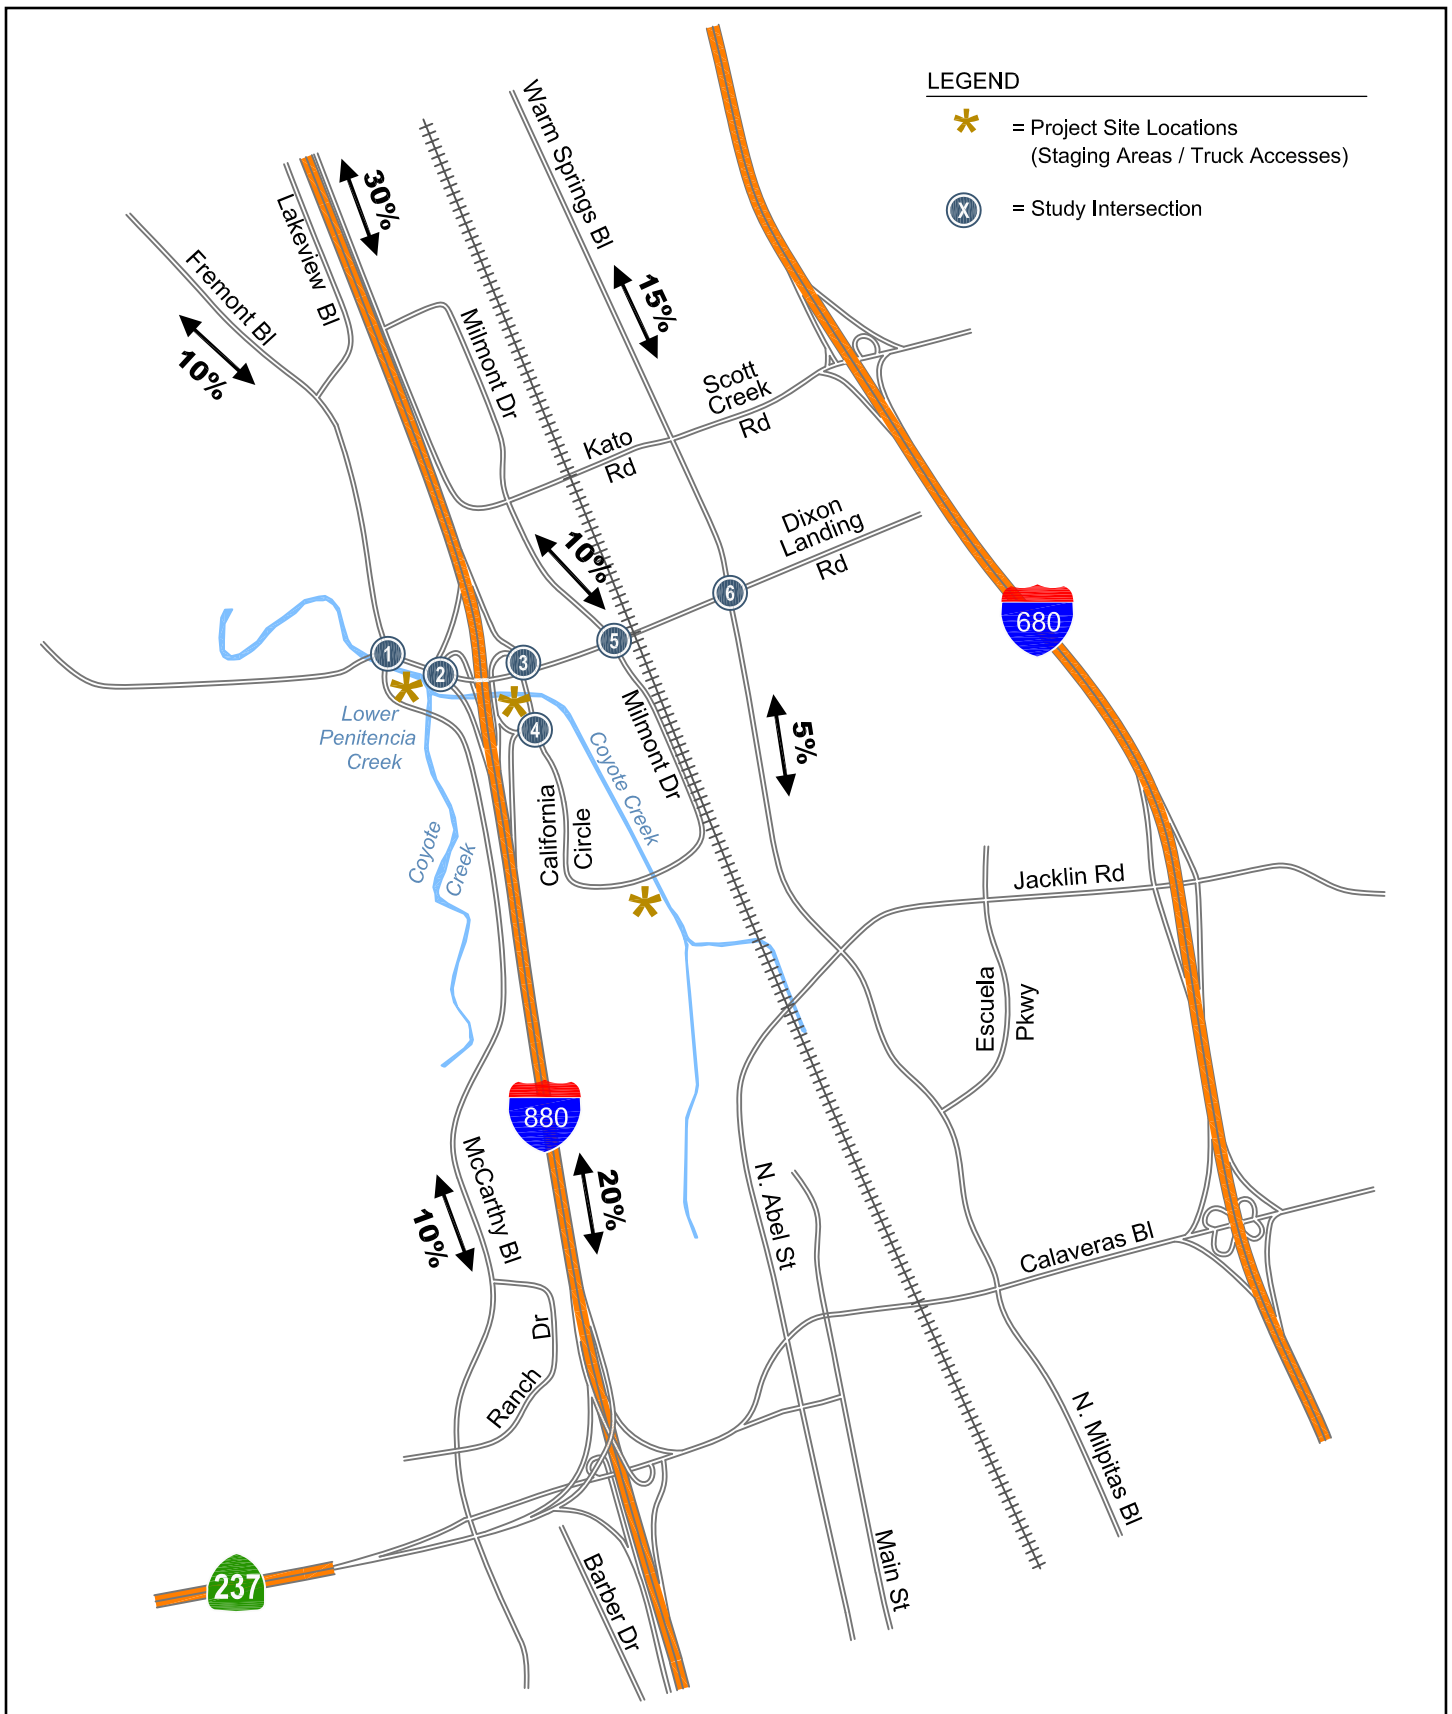 LEGEND
= Project Site Locations
(Staging Areas / Truck Accesses)
X
= Study Intersection
Warm Springs Bl
30%
Lakeview Bl
Fremont Bl
10%
15%
Milmont Dr
Scott
Creek
Rd
Kato
Rd
Dixon
Landing
Rd
10%
680
1
2
3
4
5
6
Lower
Penitencia
Creek
Milmont Dr
5%
Coyote Creek
California
Circle
Coyote
Creek
Jacklin Rd
Escuela
Pkwy
880
McCarthy Bl
10%
20%
N. Abel St
Calaveras Bl
Ranch
Dr
N. Milpitas Bl
Main St
237
Barber Dr